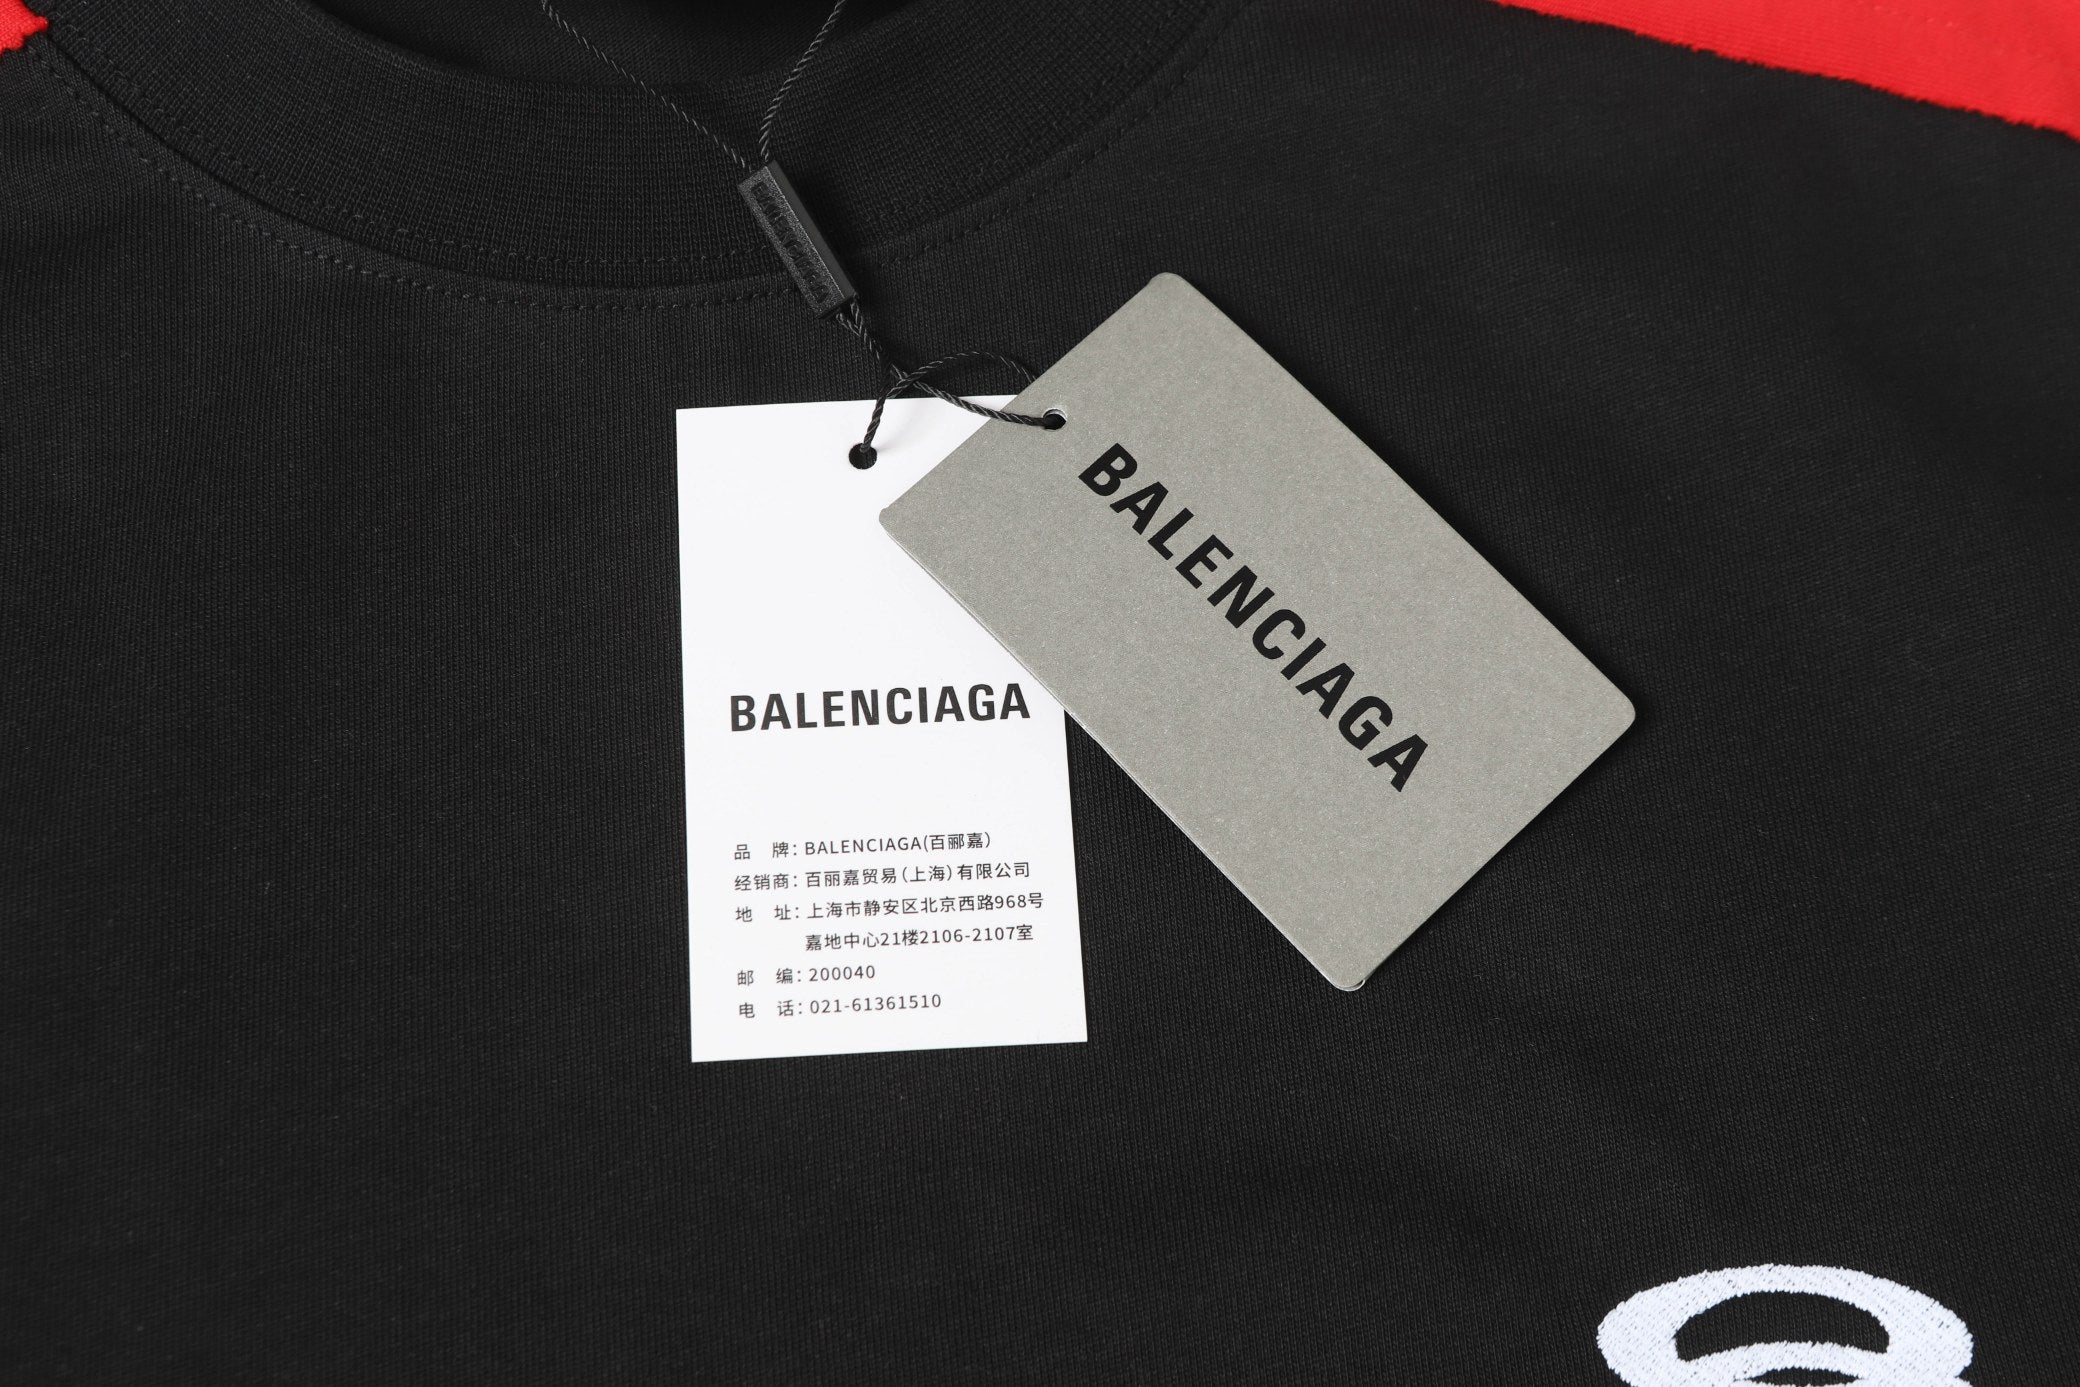 BALENCIAGA
BALENCIAGA
BALENCIAGA
品 牌：BALENCIAGA(百郦嘉）
经销商：百丽嘉贸易（上海）有限公司
地 址：上海市静安区北京西路968号
嘉地中心21楼2106-2107室
邮 编：200040
电 话：021-61361510